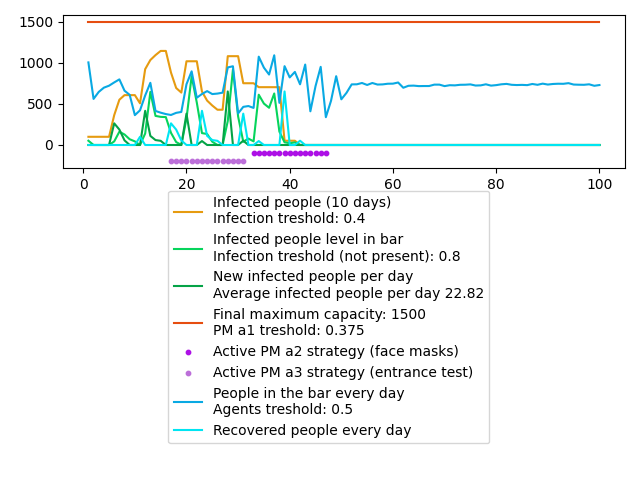 1500
1000
500
0
0 20 40 60 80 100
Infected people (10 days)
Infection treshold: 0.4
Infected people level in bar
Infection treshold (not present): 0.8
New infected people per day
Average infected people per day 22.82
Final maximum capacity: 1500
PM a1 treshold: 0.375
Active PM a2 strategy (face masks)
Active PM a3 strategy (entrance test)
People in the bar every day
Agents treshold: 0.5
Recovered people every day